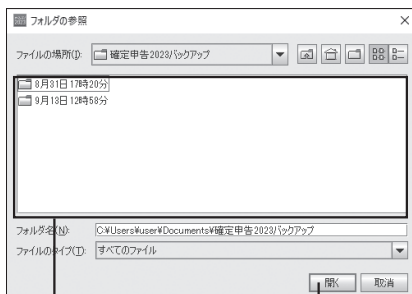 フォルダの参照
ファイルの場所(I): 確定申告2023バックアップ
8月31日 17時20分
9月13日 12時58分
フォルダ名(N): C:¥Users¥user¥Documents¥確定申告2023バックアップ
ファイルのタイプ(T): すべてのファイル
開く 取消